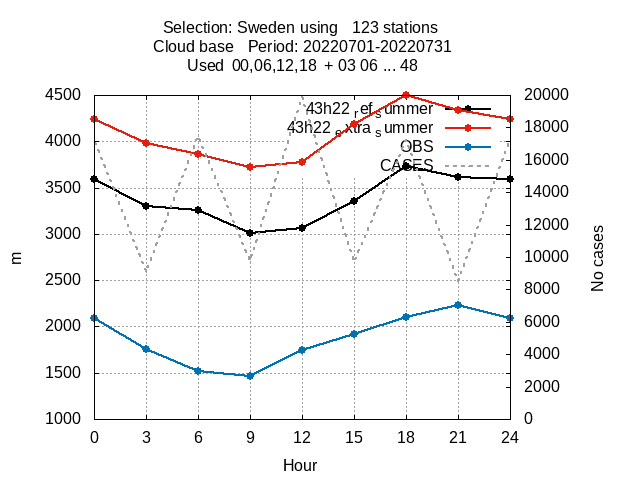 Selection: Sweden using   123 stations
Cloud base   Period: 20220701-20220731
Used  00,06,12,18  + 03 06 ... 48
4500 20000
43h22_ref_summer
43h22_extra_summer 18000
4000 OBS
CASES 16000
3500 14000
12000
3000
m No cases
10000
2500
8000
2000 6000
4000
1500
2000
1000 0
0 3 6 9 12 15 18 21 24
Hour